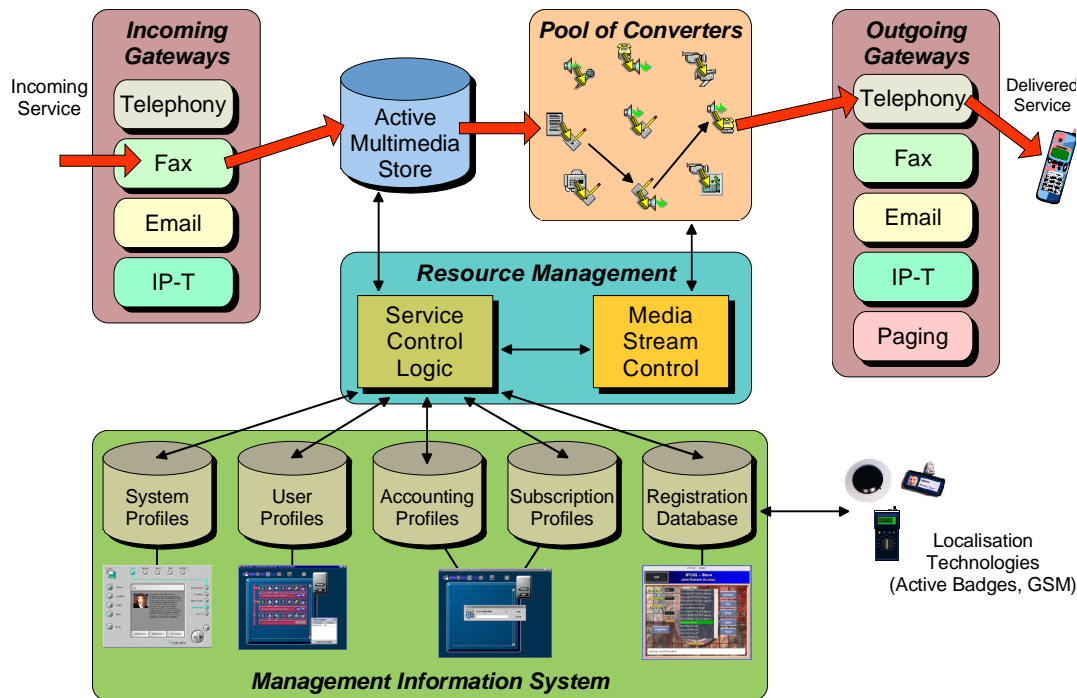 Incoming
Gateways
Incoming
Service
Telephony
Fax
Email
IP-T
Active
Multimedia
Store
Pool of Converters
Outgoing
Gateways
Telephony
Fax
Email
IP-T
Paging
Delivered
Service
Resource Management
Service
Control
Logic
Media
Stream
Control
System
Profiles
User
Profiles
Accounting
Profiles
Subscription
Profiles
Registration
Database
Localisation
Technologies
(Active Badges, GSM)
Management Information System